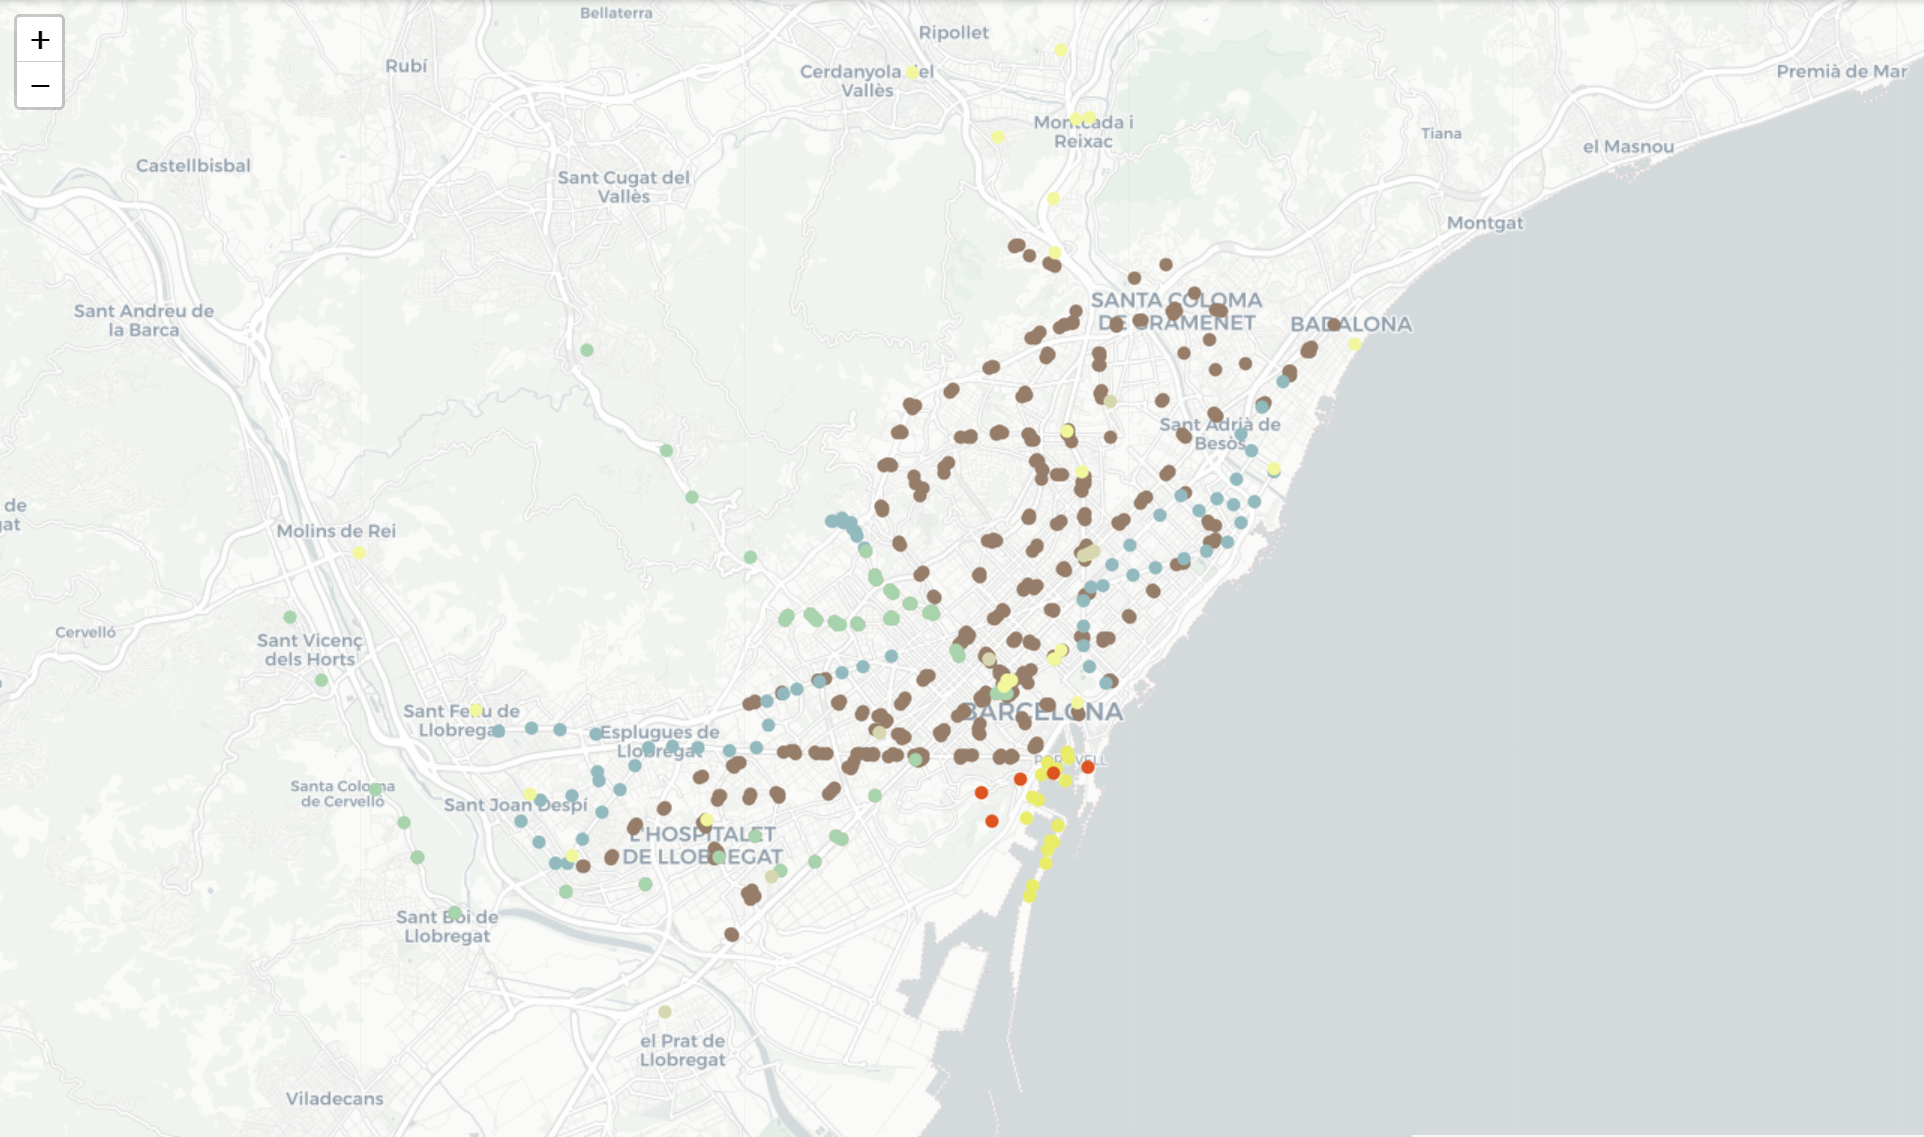 +
−
Bellaterra
Ripollet
Rubí
Cerdanyola del
Vallès
Premià de Mar
Montcada i
Reixac
Tiana
el Masnou
Castellbisbal
Sant Cugat del
Vallès
Montgat
Sant Andreu de
la Barca
SANTA COLOMA
DE GRAMENET
BADALONA
Sant Adrià de
Besòs
de
gat
Molins de Rei
Cervelló
Sant Vicenç
dels Horts
Sant Feliu de
Llobregat
Esplugues de
Llobregat
BARCELONA
PORT VELL
Santa Coloma
de Cervelló
Sant Joan Despí
L'HOSPITALET
DE LLOBREGAT
Sant Boi de
Llobregat
el Prat de
Llobregat
Viladecans